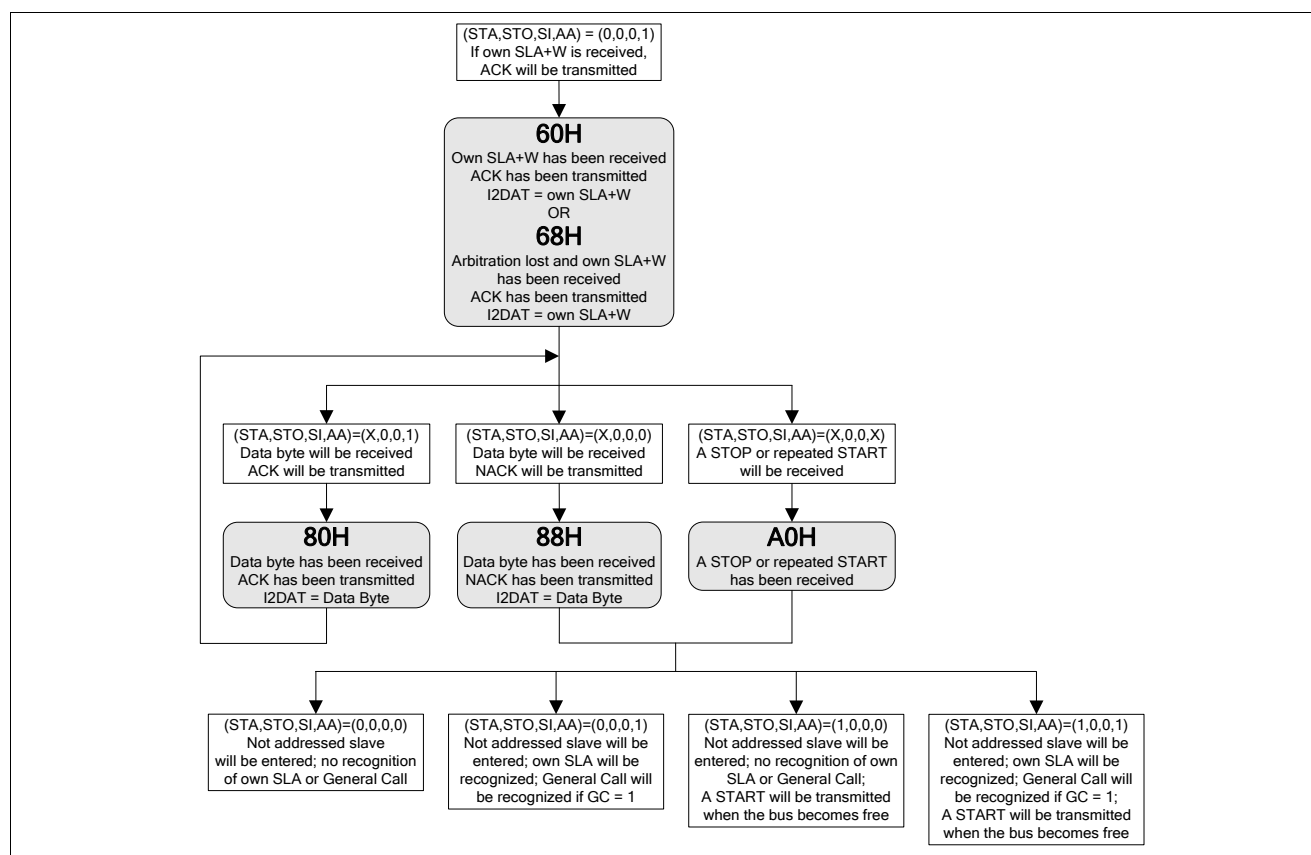 (STA,STO,SI,AA) = (0,0,0,1)
If own SLA+W is received,
ACK will be transmitted
60H
Own SLA+W has been received
ACK has been transmitted
I2DAT = own SLA+W
OR
68H
Arbitration lost and own SLA+W
has been received
ACK has been transmitted
I2DAT = own SLA+W
(STA,STO,SI,AA)=(X,0,0,1)
Data byte will be received
ACK will be transmitted
(STA,STO,SI,AA)=(X,0,0,0)
Data byte will be received
NACK will be transmitted
(STA,STO,SI,AA)=(X,0,0,X)
A STOP or repeated START
will be received
80H
Data byte has been received
ACK has been transmitted
I2DAT = Data Byte
88H
Data byte has been received
NACK has been transmitted
I2DAT = Data Byte
A0H
A STOP or repeated START
has been received
(STA,STO,SI,AA)=(0,0,0,0)
Not addressed slave
will be entered; no recognition
of own SLA or General Call
(STA,STO,SI,AA)=(0,0,0,1)
Not addressed slave will be
entered; own SLA will be
recognized; General Call will
be recognized if GC = 1
(STA,STO,SI,AA)=(1,0,0,0)
Not addressed slave will be
entered; no recognition of own
SLA or General Call;
A START will be transmitted
when the bus becomes free
(STA,STO,SI,AA)=(1,0,0,1)
Not addressed slave will be
entered; own SLA will be
recognized; General Call will
be recognized if GC = 1;
A START will be transmitted
when the bus becomes free